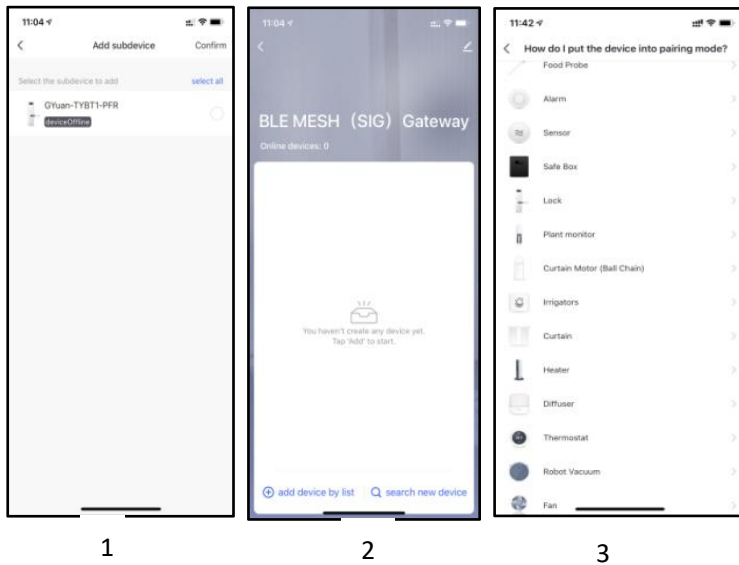 11:04
Add subdevice
Confirm
Select the subdevice to add
select all
GYuan-TYBT1-PFR
deviceOffline
1
11:04
BLE MESH（SIG）Gateway
Online devices: 0
You haven't create any device yet.
Tap 'Add' to start.
add device by list
search new device
2
11:42
How do I put the device into pairing mode?
Food Probe
Alarm
Sensor
Safe Box
Lock
Plant monitor
Curtain Motor (Ball Chain)
Irrigators
Curtain
Heater
Diffuser
Thermostat
Robot Vacuum
Fan
3